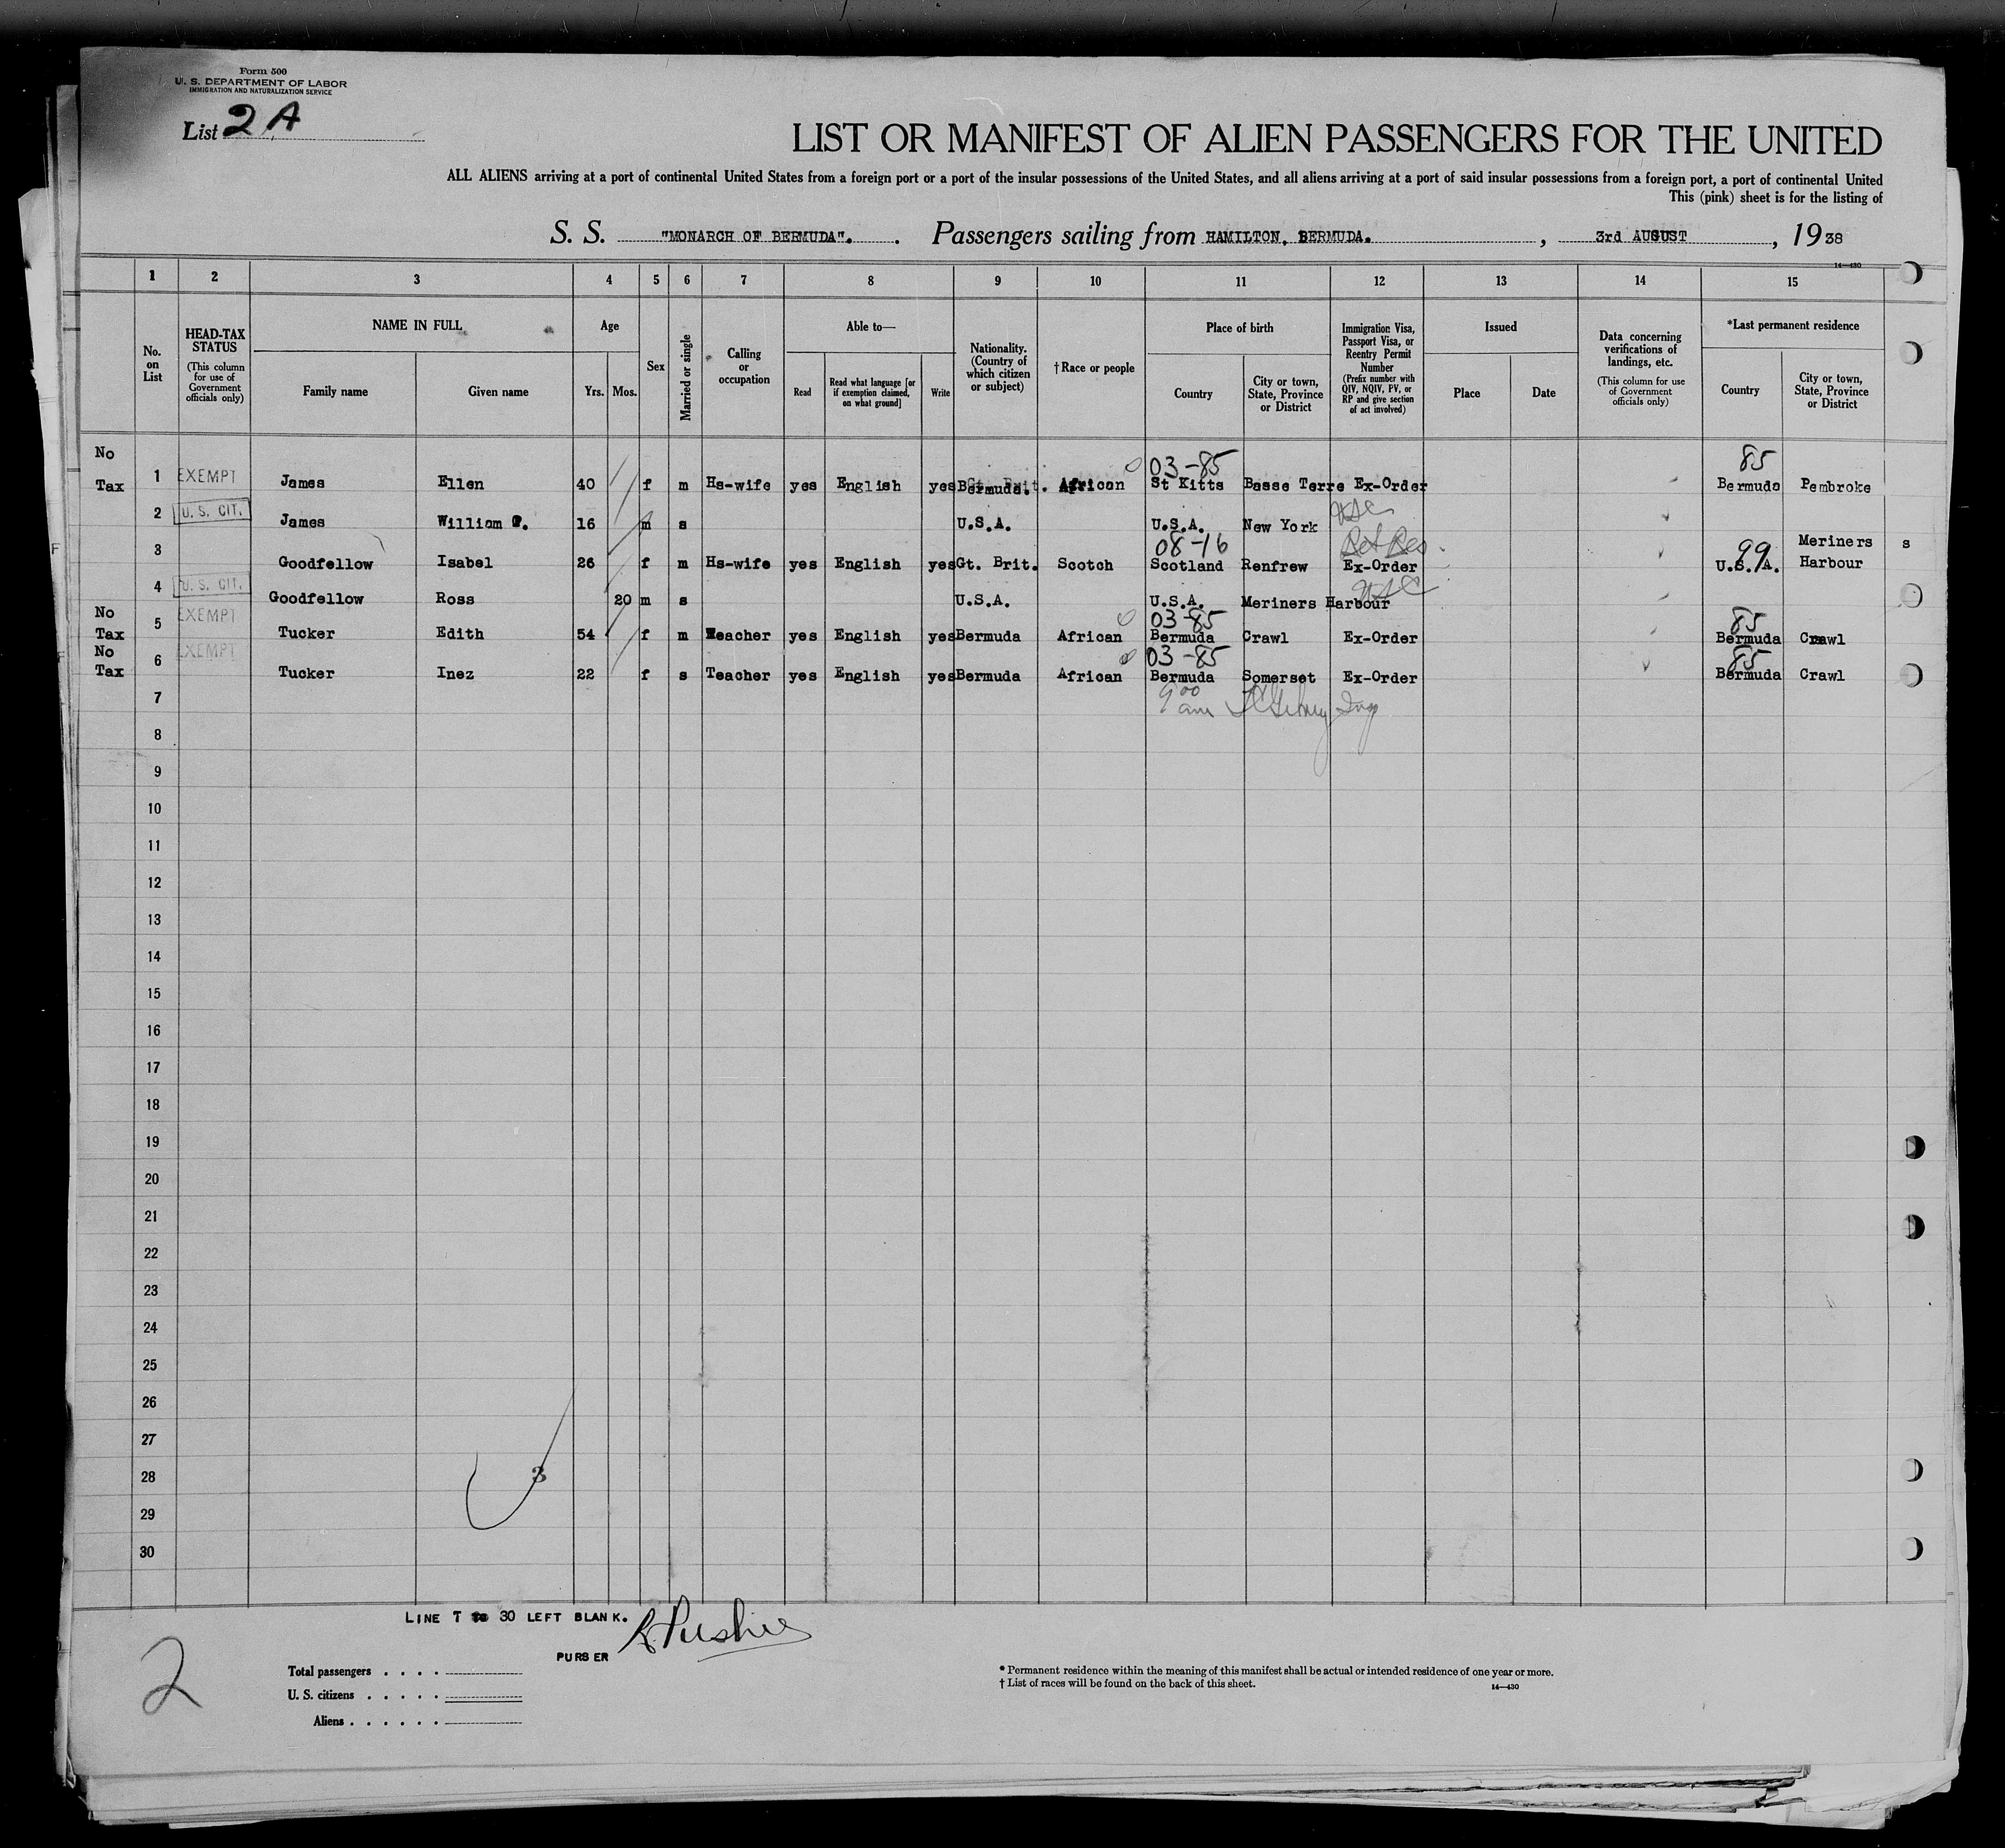 Form 500
U. S. DEPARTMENT OF LABOR
IMMIGRATION AND NATURALIZATION SERVICE
List 2 A
LIST OR MANIFEST OF ALIEN PASSENGERS FOR THE UNITED
ALL ALIENS arriving at a port of continental United States from a foreign port or a port of the insular possessions of the United States, and all aliens arriving at a port of said insular possessions from a foreign port, a port of continental United
This (pink) sheet is for the listing of
S. S. "MONARCH OF BERMUDA". Passengers sailing from HAMILTON, BERMUDA. , 3rd AUGUST , 19 38
14—430
1 2 3 4 5 6 7 8 9 10 11 12 13 14 15
No. on List
HEAD-TAX STATUS (This column for use of Government officials only)
NAME IN FULL
Family name
Given name
Age
Yrs. Mos.
Sex
Married or single
Calling or occupation
Able to—
Read
Read what language [or if exemption claimed, on what ground]
Write
Nationality. (Country of which citizen or subject)
† Race or people
Place of birth
Country
City or town, State, Province or District
Immigration Visa, Passport Visa, or Reentry Permit Number (Prefix number with QIV, NQIV, PV, or RP and give section of act involved)
Issued
Place
Date
Data concerning verifications of landings, etc. (This column for use of Government officials only)
*Last permanent residence
Country
City or town, State, Province or District
No 03-85 85
Tax 1 EXEMPT James Ellen 40 f m Hs-wife yes English yes Bermuda. African St Kitts Basse Terre Ex-Order Bermuda Pembroke
USC
2 U. S. CIT. James William P. 16 m s U.S.A. U.S.A. New York
08-16 Ret Res. 99 Meriners s
3 Goodfellow Isabel 26 f m Hs-wife yes English yes Gt. Brit. Scotch Scotland Renfrew Ex-Order U.S.A. Harbour
USC
4 U. S. CIT. Goodfellow Ross 20 m s U.S.A. U.S.A. Meriners Harbour
No 03-85 85
Tax 5 EXEMPT Tucker Edith 54 f m Teacher yes English yes Bermuda African Bermuda Crawl Ex-Order Bermuda Crawl
No 03-85 85
Tax 6 EXEMPT Tucker Inez 22 f s Teacher yes English yes Bermuda African Bermuda Somerset Ex-Order Bermuda Crawl
7 9 00 am Insp
8
9
10
11
12
13
14
15
16
17
18
19
20
21
22
23
24
25
26
27
28 3
29
30
LINE 7 to 30 LEFT BLANK.
PURSER
2
Total passengers . . . .
U. S. citizens . . . . .
Aliens . . . . . .
* Permanent residence within the meaning of this manifest shall be actual or intended residence of one year or more.
† List of races will be found on the back of this sheet.
14—430